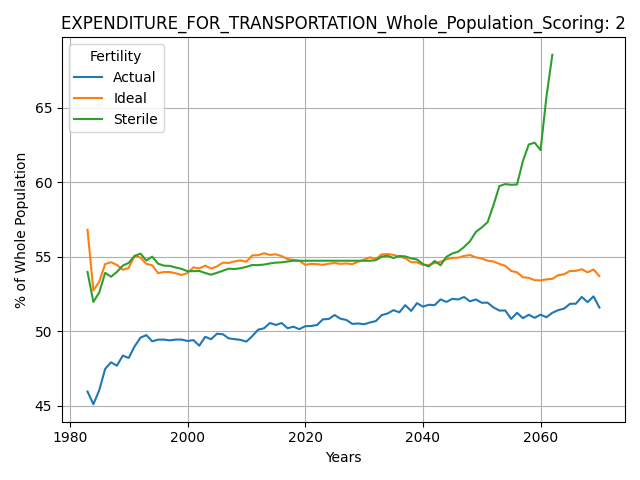 EXPENDITURE_FOR_TRANSPORTATION_Whole_Population_Scoring: 2
Fertility
Actual
Ideal
Sterile
% of Whole Population
65
60
55
50
45
1980
2000
2020
2040
2060
Years